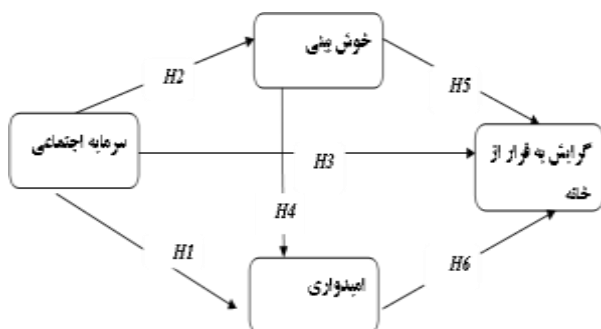 خوش بینی
H2
H5
سرمایه اجتماعی
H3
گرایش به فرار از
خانه
H4
H1
H6
امیدواری